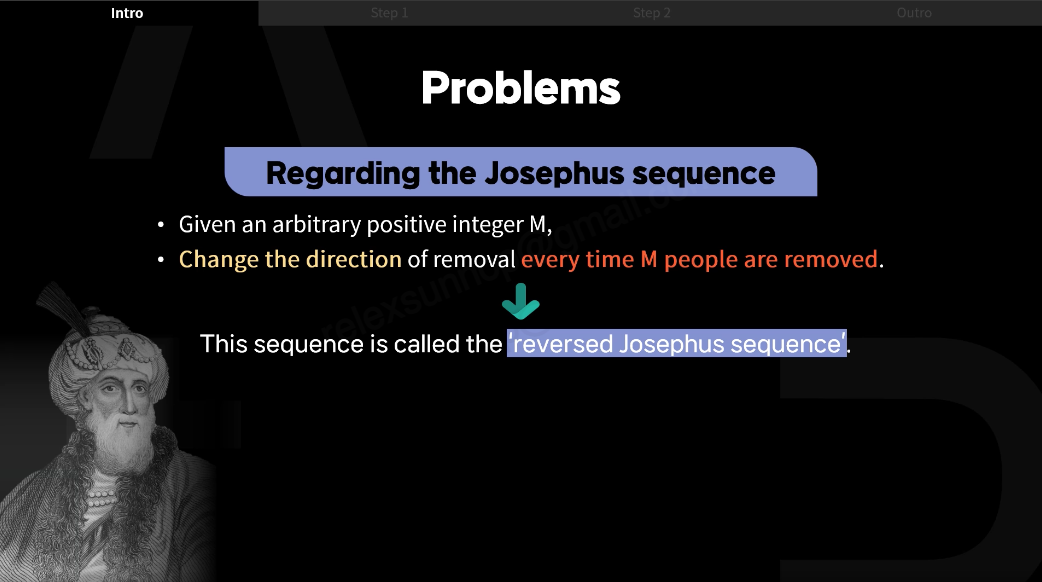 Intro
Step 1
Step 2
Outro
Problems
Regarding the Josephus sequence
• Given an arbitrary positive integer M,
• Change the direction of removal every time M people are removed.
This sequence is called the 'reversed Josephus sequence'.